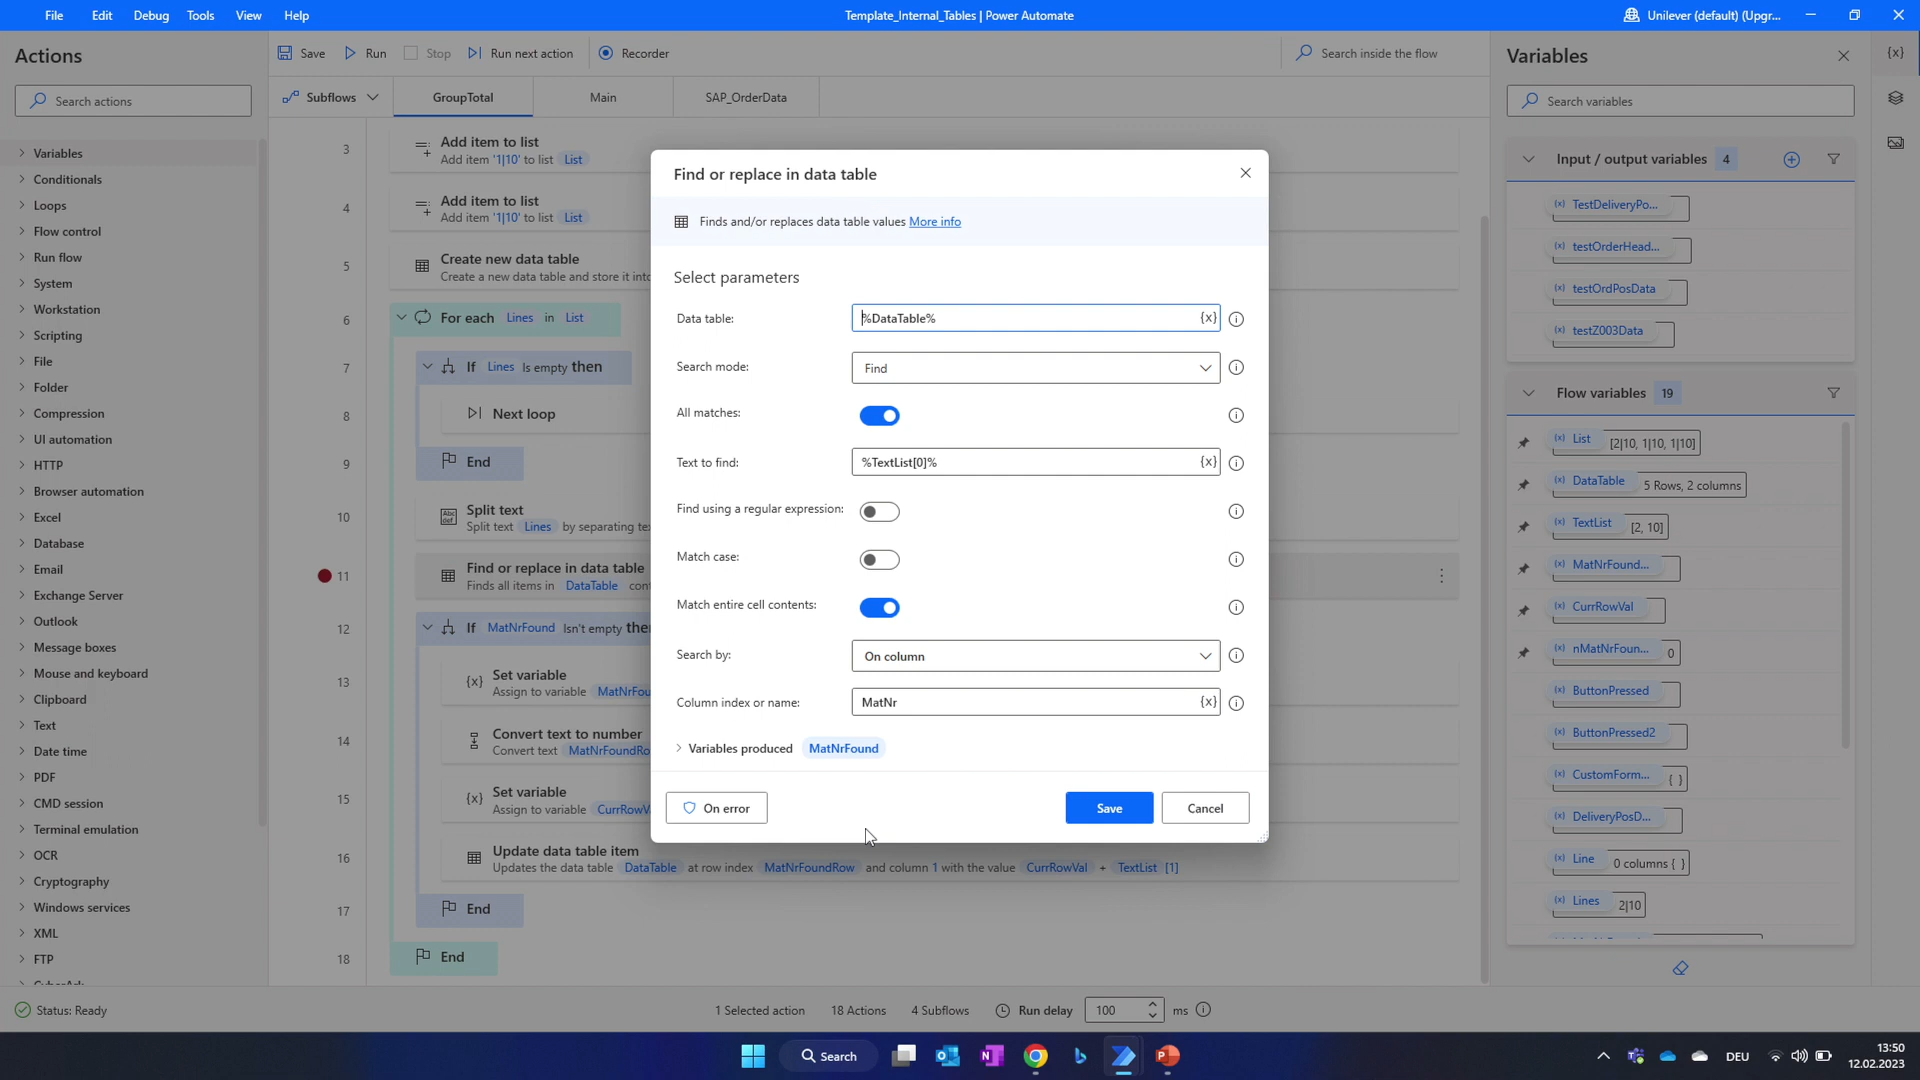 File Edit Debug Tools View Help
Template_Internal_Tables | Power Automate
Unilever (default) (Upgr...
Actions
Search actions
Variables
Conditionals
Loops
Flow control
Run flow
System
Workstation
Scripting
File
Folder
Compression
UI automation
HTTP
Browser automation
Excel
Database
Email
Exchange Server
Outlook
Message boxes
Mouse and keyboard
Clipboard
Text
Date time
PDF
CMD session
Terminal emulation
OCR
Cryptography
Windows services
XML
FTP
Save Run Stop Run next action Recorder
Search inside the flow
Subflows GroupTotal Main SAP_OrderData
3 Add item to list
Add item '1|10' to list List
4 Add item to list
Add item '1|10' to list List
5 Create new data table
Create a new data table and store it into
6 For each Lines in List
7 If Lines Is empty then
8 Next loop
9 End
10 Split text
Split text Lines by separating
11 Find or replace in data table
Finds all items in DataTable
12 If MatNrFound Isn't empty
13 Set variable
Assign to variable
14 Convert text to number
Convert text
15 Set variable
Assign to variable
16 Update data table item
Updates the data table DataTable at row index MatNrFoundRow and column 1 with the value CurrRowVal + TextList [1]
17 End
18 End
Find or replace in data table
Finds and/or replaces data table values More info
Select parameters
Data table: %DataTable% {x}
Search mode: Find
All matches:
Text to find: %TextList[0]% {x}
Find using a regular expression:
Match case:
Match entire cell contents:
Search by: On column
Column index or name: MatNr {x}
Variables produced MatNrFound
On error Save Cancel
Variables
{x}
Search variables
Input / output variables 4
(x) TestDeliveryPo...
(x) testOrderHead...
(x) testOrdPosData
(x) testZ003Data
Flow variables 19
(x) List [2|10, 1|10, 1|10]
(x) DataTable 5 Rows, 2 columns
(x) TextList [2, 10]
(x) MatNrFound...
(x) CurrRowVal
(x) nMatNrFoun... 0
(x) ButtonPressed
(x) ButtonPressed2
(x) CustomForm... { }
(x) DeliveryPosD...
(x) Line 0 columns { }
(x) Lines 2|10
Status: Ready
1 Selected action 18 Actions 4 Subflows Run delay 100 ms
Search
DEU
13:50
12.02.2023